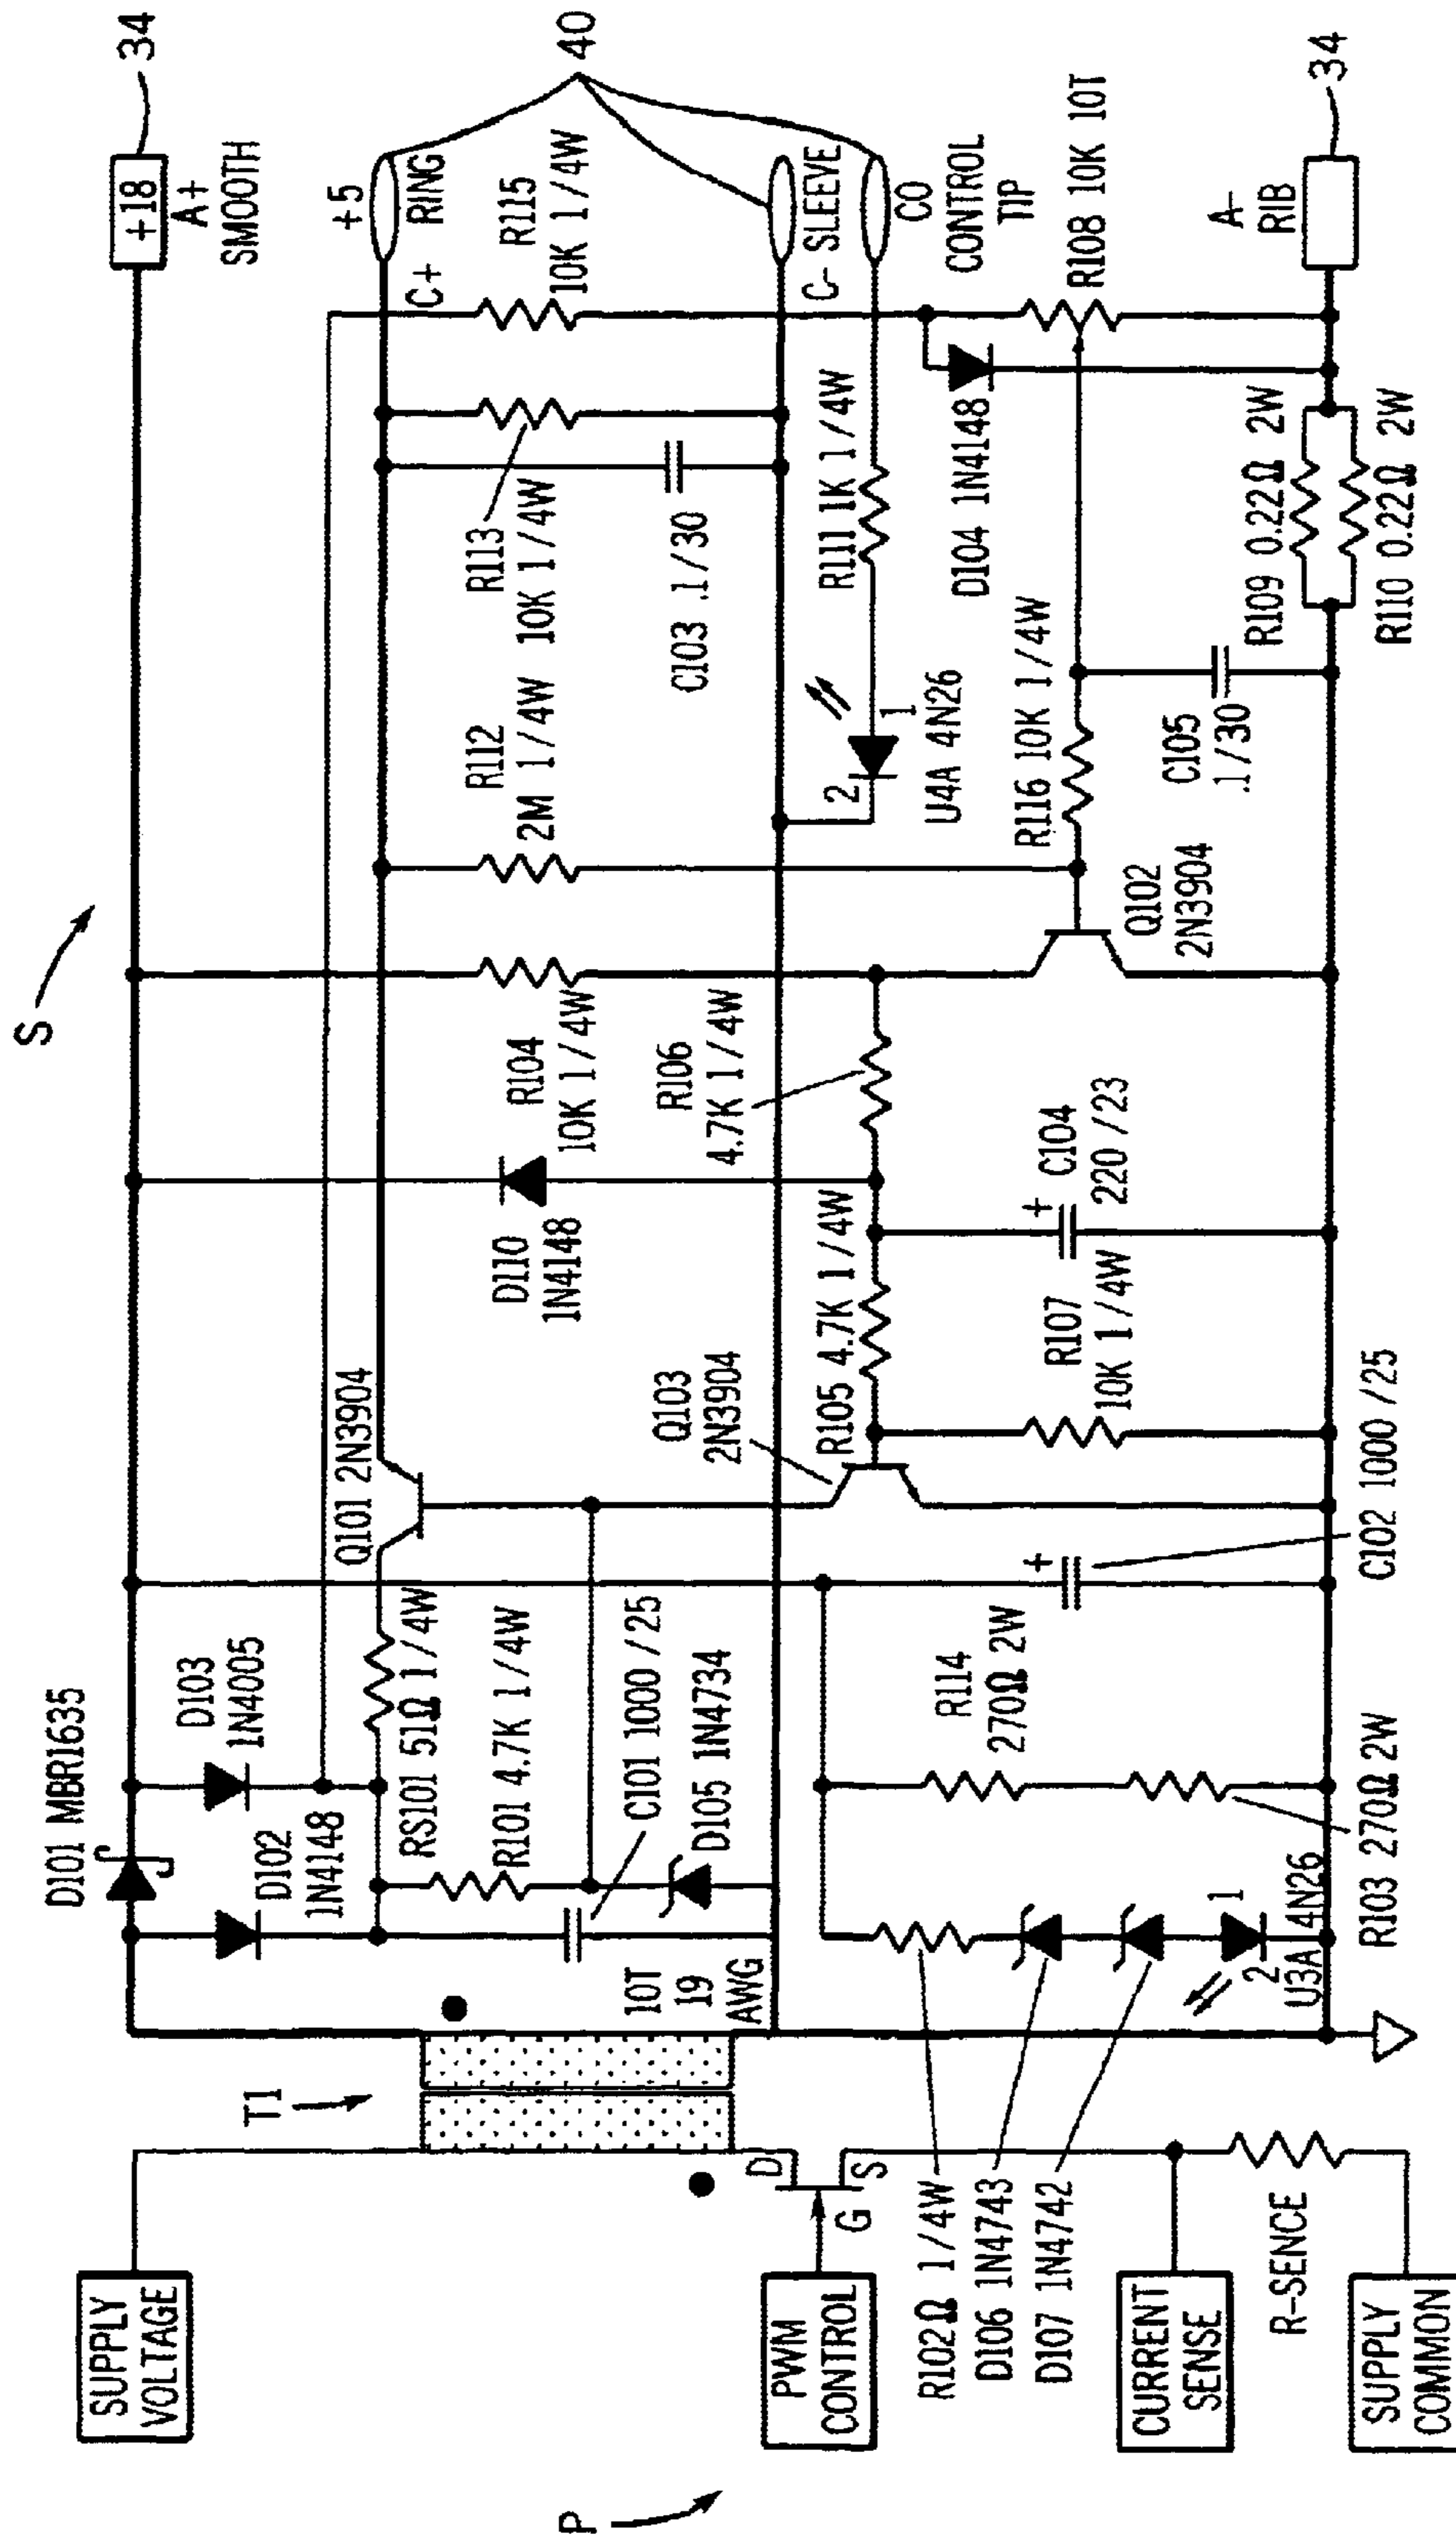 S
P
SUPPLY
VOLTAGE
T1
D101 MBR1635
+18
34
A+
SMOOTH
D103
1N4005
D102
1N4148
RS101 51Ω 1/4W
R101 4.7K 1/4W
C101 1000/25
D105 1N4734
10T
19
AWG
Q101 2N3904
+5
RING
40
C+
R115
10K 1/4W
R113
10K 1/4W
R112
2M 1/4W
C103 .1/30
D110
1N4148
R104
10K 1/4W
R106
4.7K 1/4W
C- SLEEVE
CO
CONTROL
TIP
R111 1K 1/4W
2
1
U4A 4N26
D104 1N4148
R108 10K 10T
R116 10K 1/4W
Q102
2N3904
C105
.1/30
Q103
2N3904
R105 4.7K 1/4W
+
C104
220/23
R107
10K 1/4W
+
C102 1000/25
R114
270Ω 2W
R103 270Ω 2W
1
2
U3A 4N26
R109 0.22Ω 2W
R110 0.22Ω 2W
A-
RIB
34
D
G
S
PWM
CONTROL
R102Ω 1/4W
D106 1N4743
D107 1N4742
CURRENT
SENSE
R-SENCE
SUPPLY
COMMON